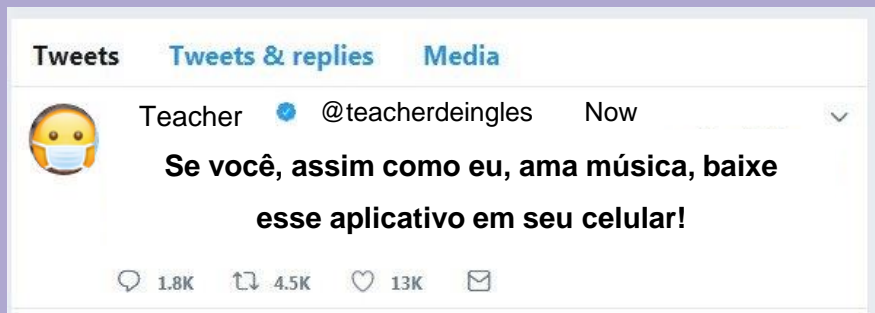 Tweets Tweets & replies Media
Teacher @teacherdeingles Now
Se você, assim como eu, ama música, baixe
esse aplicativo em seu celular!
1.8K 4.5K 13K